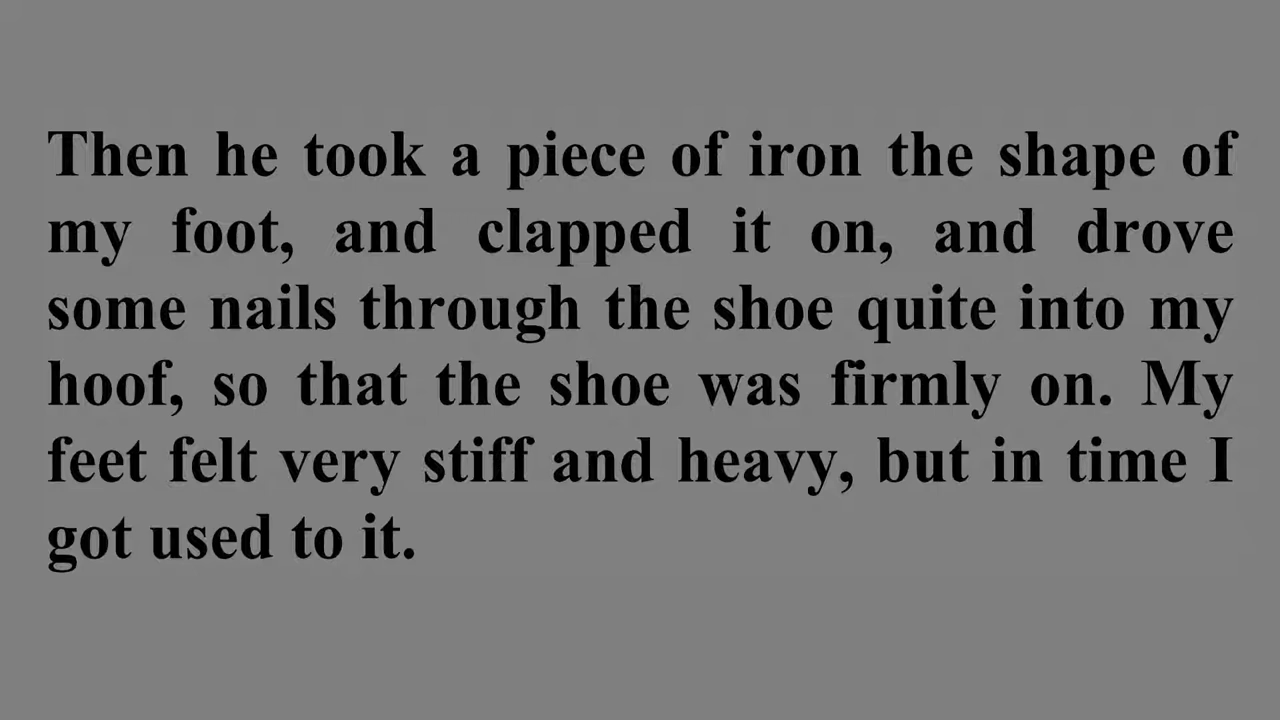 Then he took a piece of iron the shape of
my foot, and clapped it on, and drove
some nails through the shoe quite into my
hoof, so that the shoe was firmly on. My
feet felt very stiff and heavy, but in time I
got used to it.